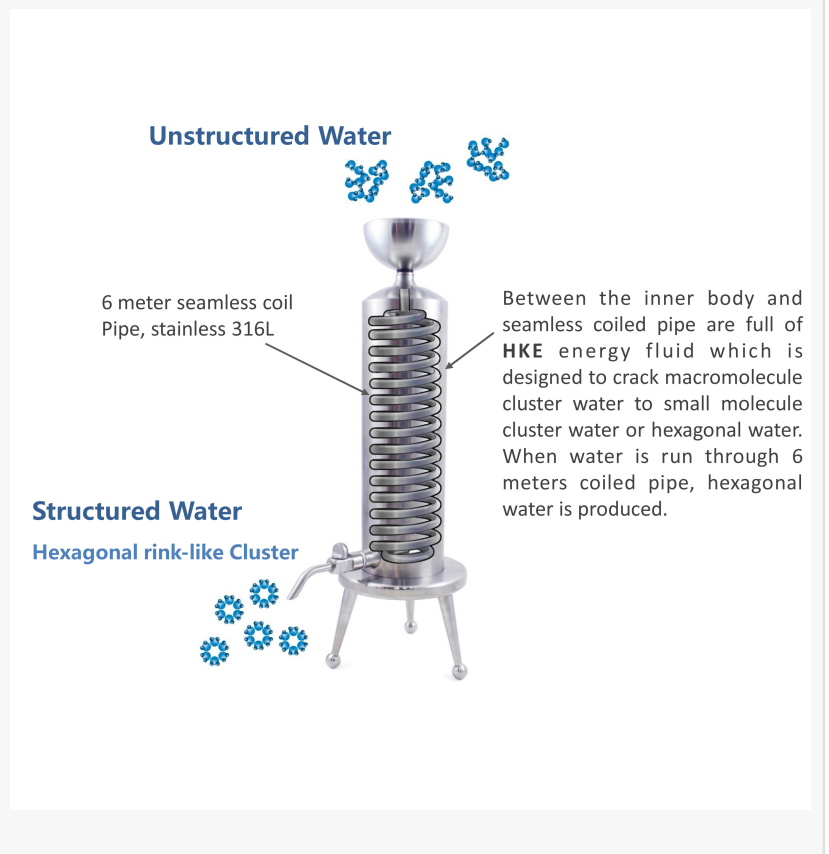 Unstructured Water
6 meter seamless coil
Pipe, stainless 316L
Between the inner body and
seamless coiled pipe are full of
HKE energy fluid which is
designed to crack macromolecule
cluster water to small molecule
cluster water or hexagonal water.
When water is run through 6
meters coiled pipe, hexagonal
water is produced.
Structured Water
Hexagonal rink-like Cluster